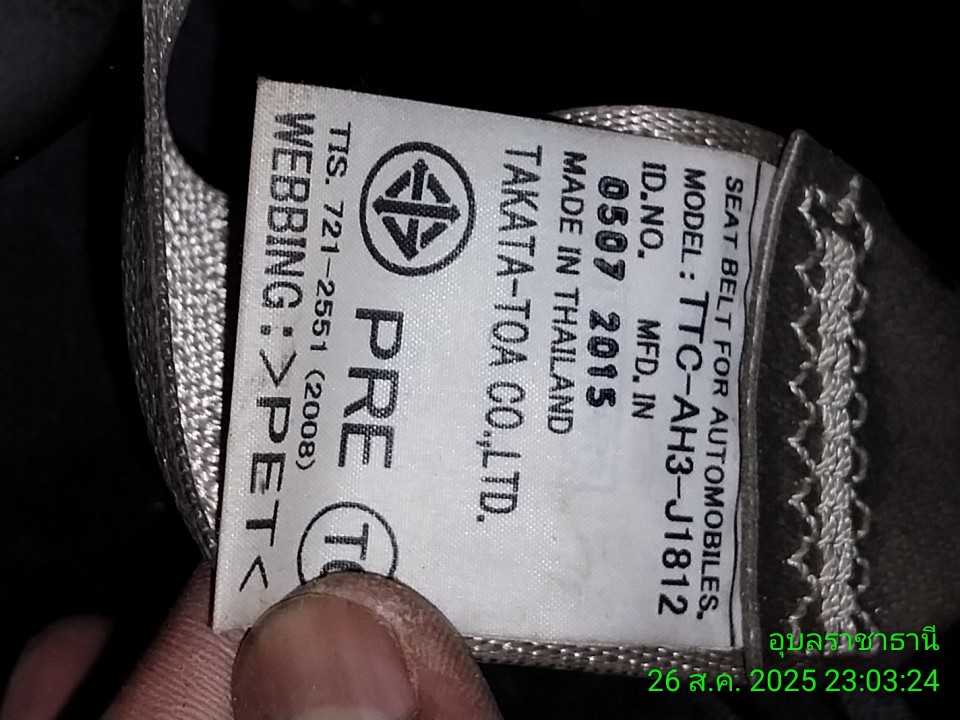 SEAT BELT FOR AUTOMOBILES.
MODEL : TTC-AH3-J1812
ID.NO. MFD. IN
0507 2015
MADE IN THAILAND
TAKATA-TOA CO.,LTD.
PRE
TIS. 721-2551 (2008)
WEBBING : >PET<
อุบลราชาธานี
26 ส.ค. 2025 23:03:24